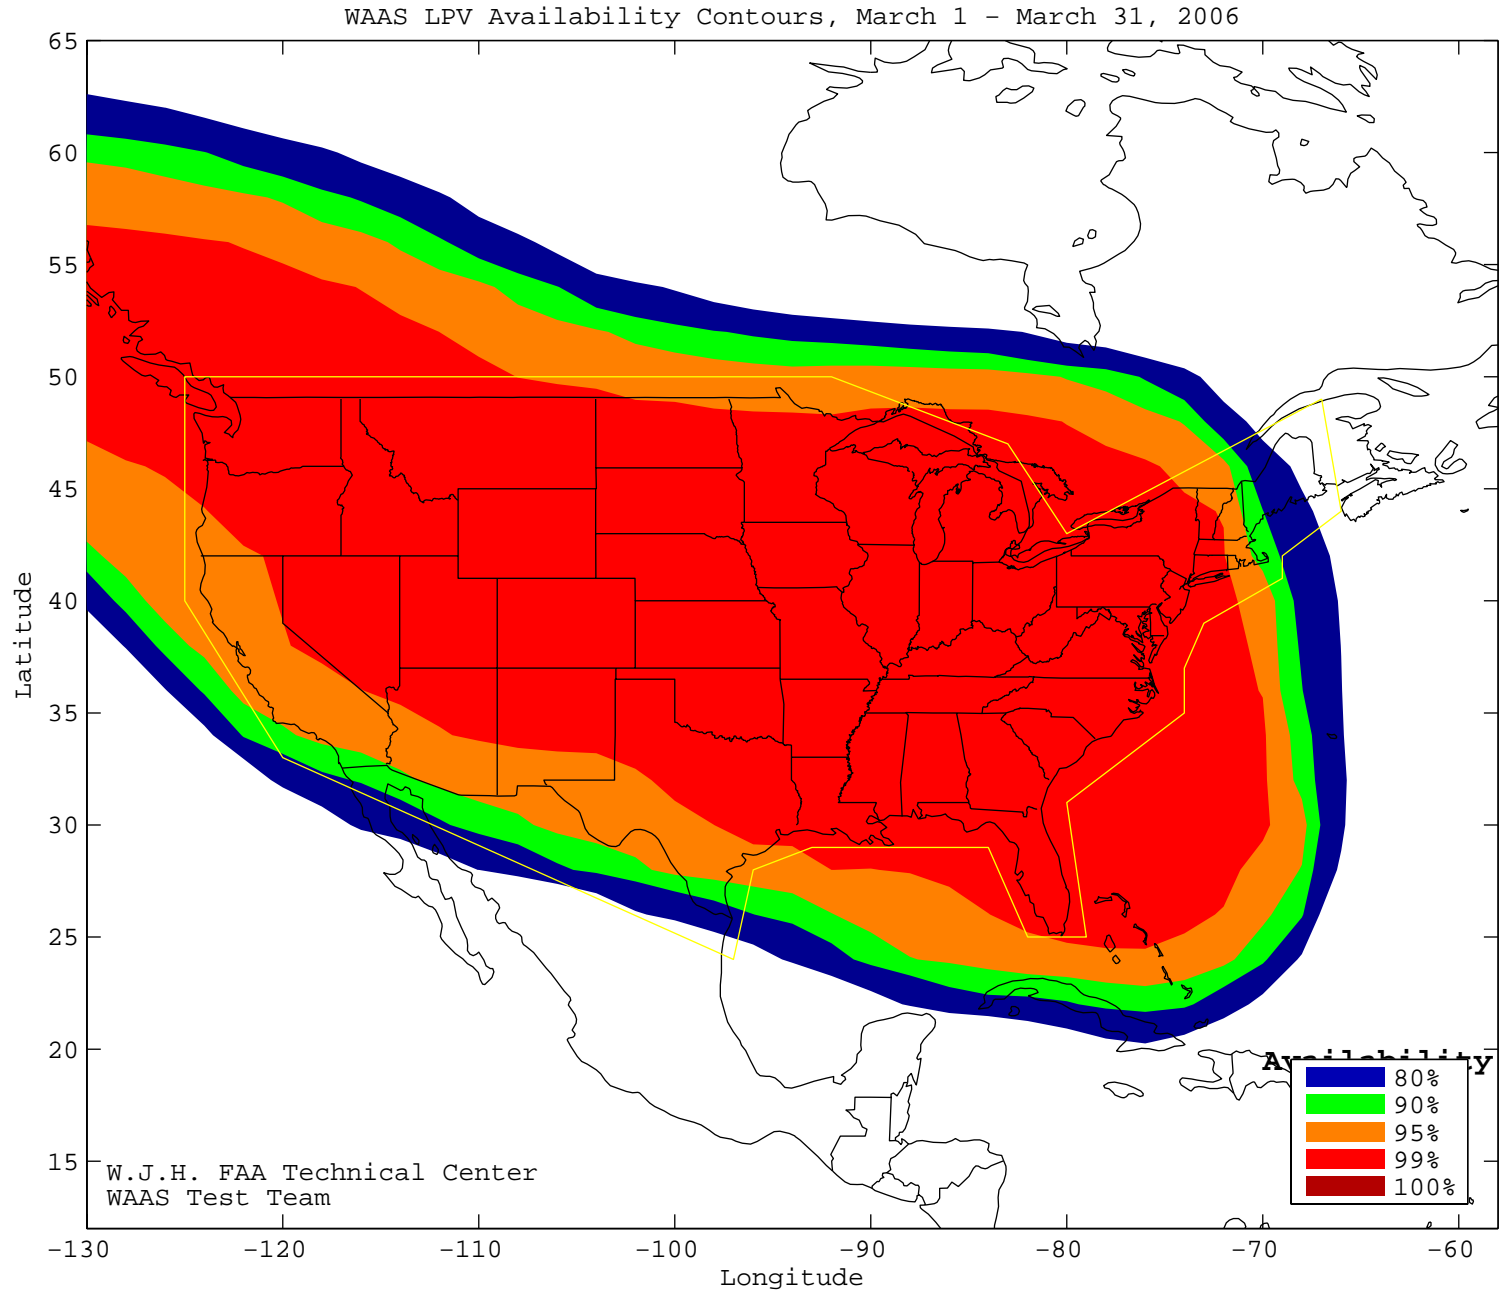 WAAS LPV Availability Contours, March 1 - March 31, 2006
65
60
55
50
45
40
35
30
25
20
15
Latitude
W.J.H. FAA Technical Center
WAAS Test Team
Availability
80%
90%
95%
99%
100%
-130 -120 -110 -100 -90 -80 -70 -60
Longitude